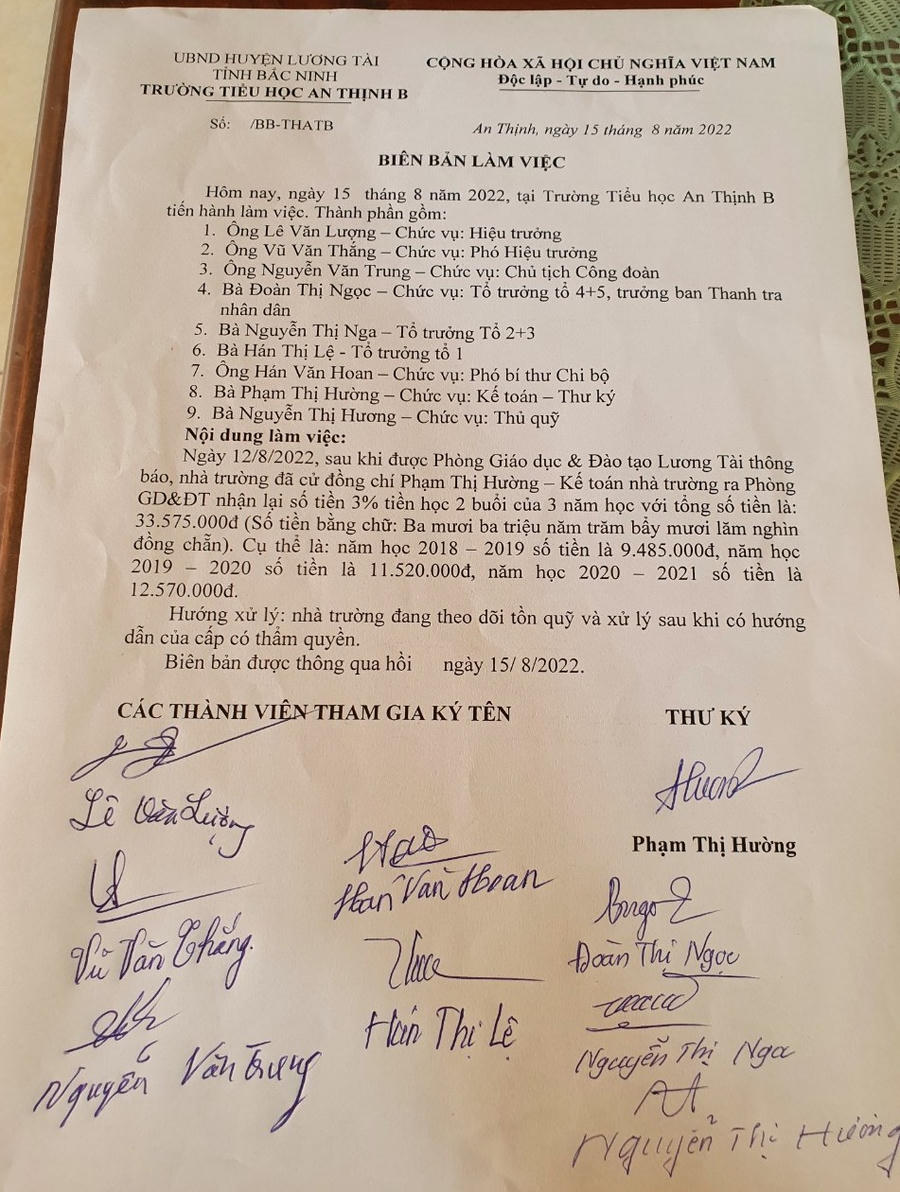 UBND HUYỆN LƯƠNG TÀI
TỈNH BẮC NINH
TRƯỜNG TIỂU HỌC AN THỊNH B
CỘNG HÒA XÃ HỘI CHỦ NGHĨA VIỆT NAM
Độc lập - Tự do - Hạnh phúc
Số: /BB-THATB
An Thịnh, ngày 15 tháng 8 năm 2022
BIÊN BẢN LÀM VIỆC
Hôm nay, ngày 15 tháng 8 năm 2022, tại Trường Tiểu học An Thịnh B
tiến hành làm việc. Thành phần gồm:
1. Ông Lê Văn Lượng – Chức vụ: Hiệu trưởng
2. Ông Vũ Văn Thắng – Chức vụ: Phó Hiệu trưởng
3. Ông Nguyễn Văn Trung – Chức vụ: Chủ tịch Công đoàn
4. Bà Đoàn Thị Ngọc – Chức vụ: Tổ trưởng tổ 4+5, trưởng ban Thanh tra
nhân dân
5. Bà Nguyễn Thị Nga – Tổ trưởng Tổ 2+3
6. Bà Hán Thị Lệ - Tổ trưởng tổ 1
7. Ông Hán Văn Hoan – Chức vụ: Phó bí thư Chi bộ
8. Bà Phạm Thị Hường – Chức vụ: Kế toán – Thư ký
9. Bà Nguyễn Thị Hương – Chức vụ: Thủ quỹ
Nội dung làm việc:
Ngày 12/8/2022, sau khi được Phòng Giáo dục & Đào tạo Lương Tài thông
báo, nhà trường đã cử đồng chí Phạm Thị Hường – Kế toán nhà trường ra Phòng
GD&ĐT nhận lại số tiền 3% tiền học 2 buổi của 3 năm học với tổng số tiền là:
33.575.000đ (Số tiền bằng chữ: Ba mươi ba triệu năm trăm bẩy mươi lăm nghìn
đồng chẵn). Cụ thể là: năm học 2018 – 2019 số tiền là 9.485.000đ, năm học
2019 – 2020 số tiền là 11.520.000đ, năm học 2020 – 2021 số tiền là
12.570.000đ.
Hướng xử lý: nhà trường đang theo dõi tồn quỹ và xử lý sau khi có hướng
dẫn của cấp có thẩm quyền.
Biên bản được thông qua hồi ngày 15/ 8/2022.
CÁC THÀNH VIÊN THAM GIA KÝ TÊN
THƯ KÝ
Lê Văn Lượng
Phạm Thị Hường
Hán Văn Hoan
Vũ Văn Thắng.
Đoàn Thị Ngọc
Hán Thị Lệ
Nguyễn Văn Trung
Nguyễn Thị Nga
Nguyễn Thị Hương